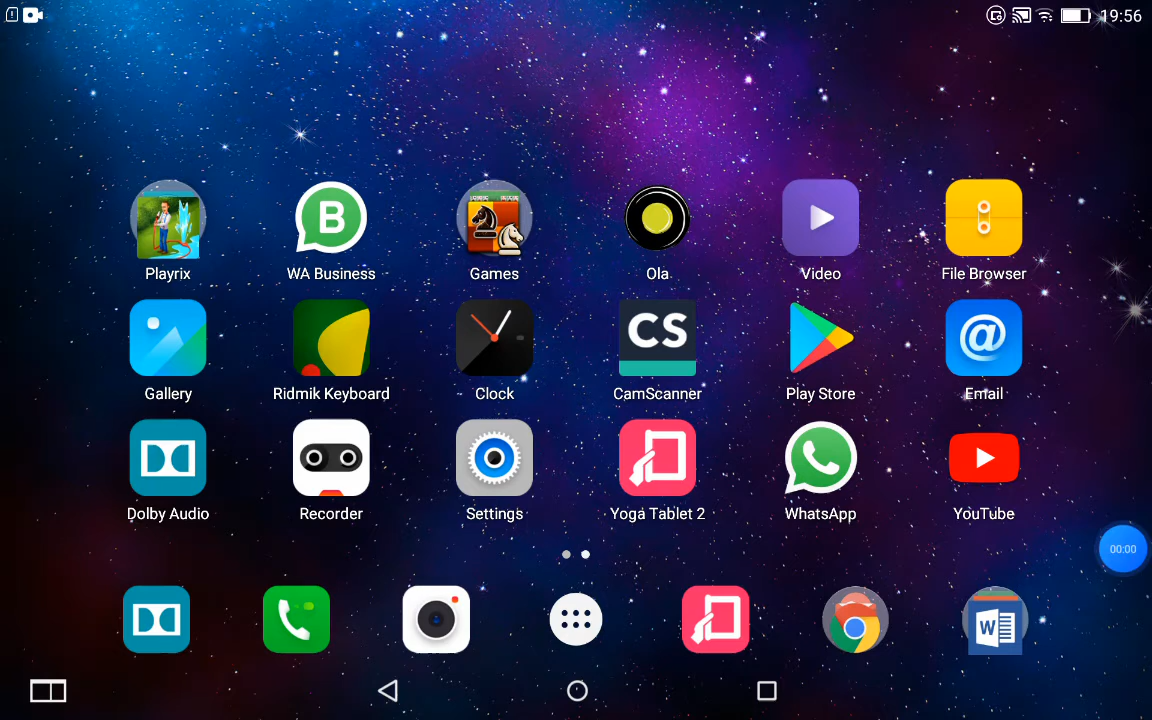 19:56
Playrix
WA Business
Games
Ola
Video
File Browser
Gallery
Ridmik Keyboard
Clock
CS
CamScanner
Play Store
@
Email
Dolby Audio
Recorder
Settings
Yoga Tablet 2
WhatsApp
YouTube
00:00
W